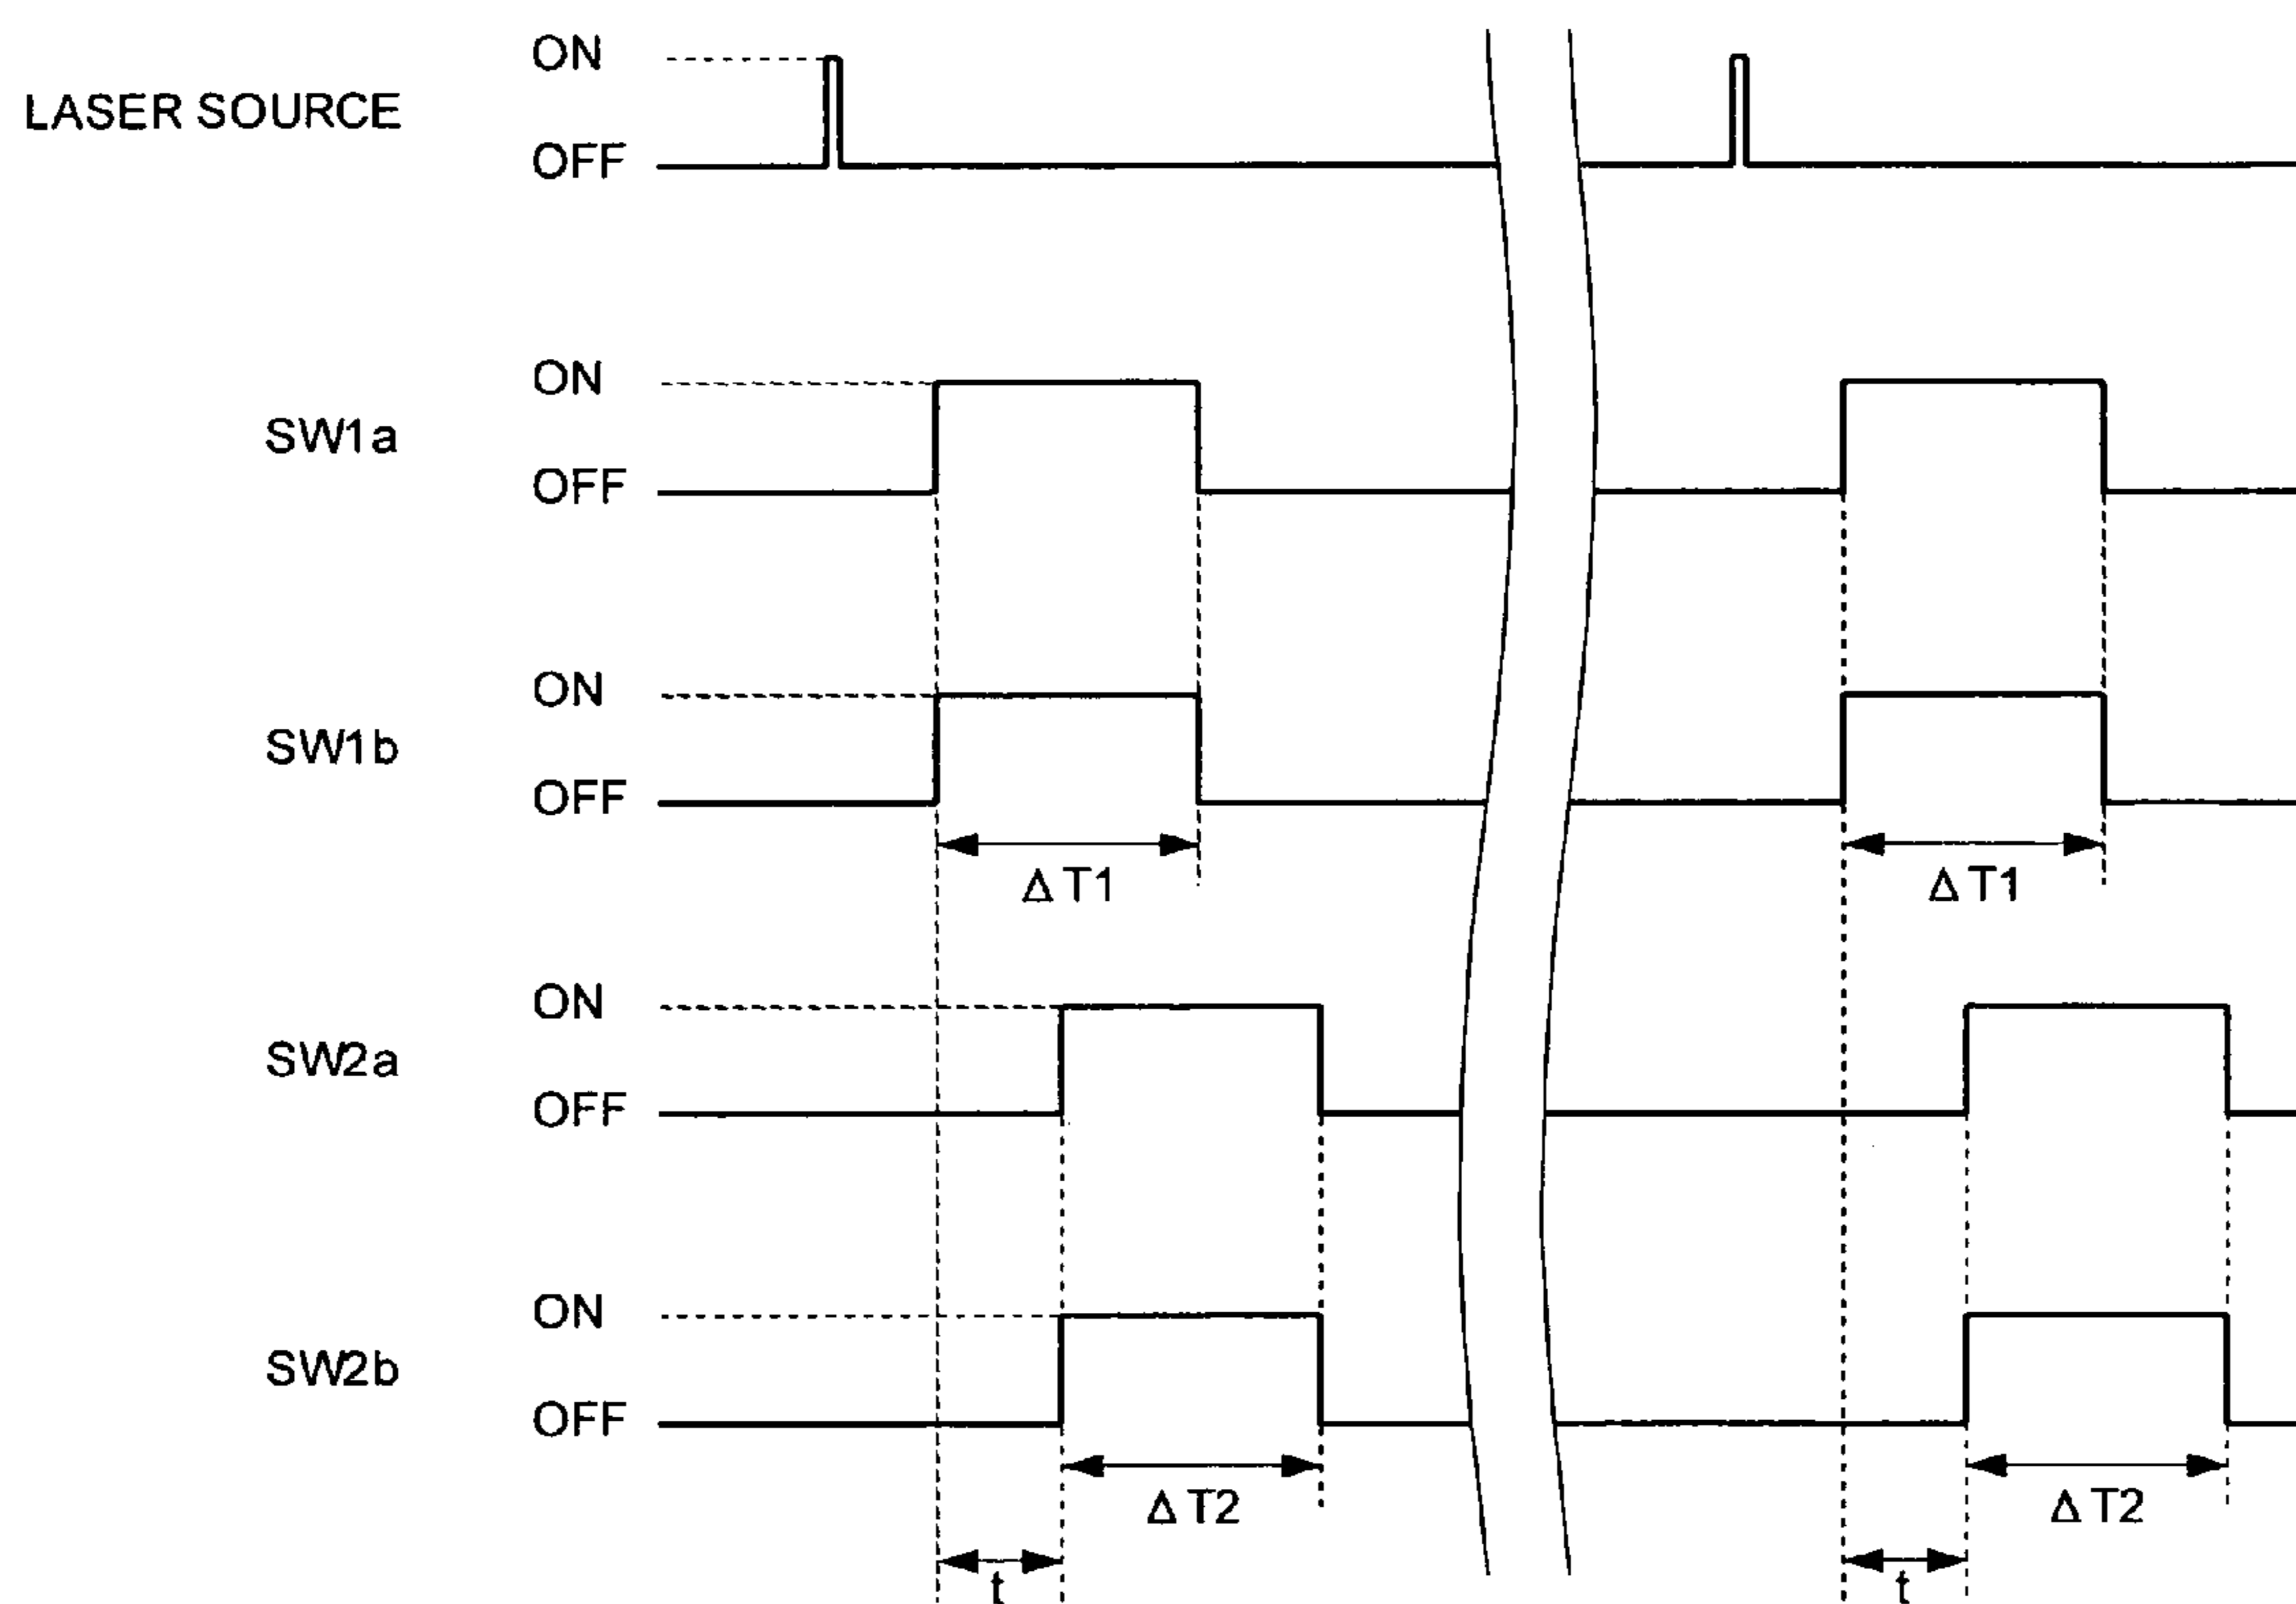 ON
LASER SOURCE
OFF
ON
SW1a
OFF
ON
SW1b
OFF
ΔT1 ΔT1
ON
SW2a
OFF
ON
SW2b
OFF
ΔT2 ΔT2
t t